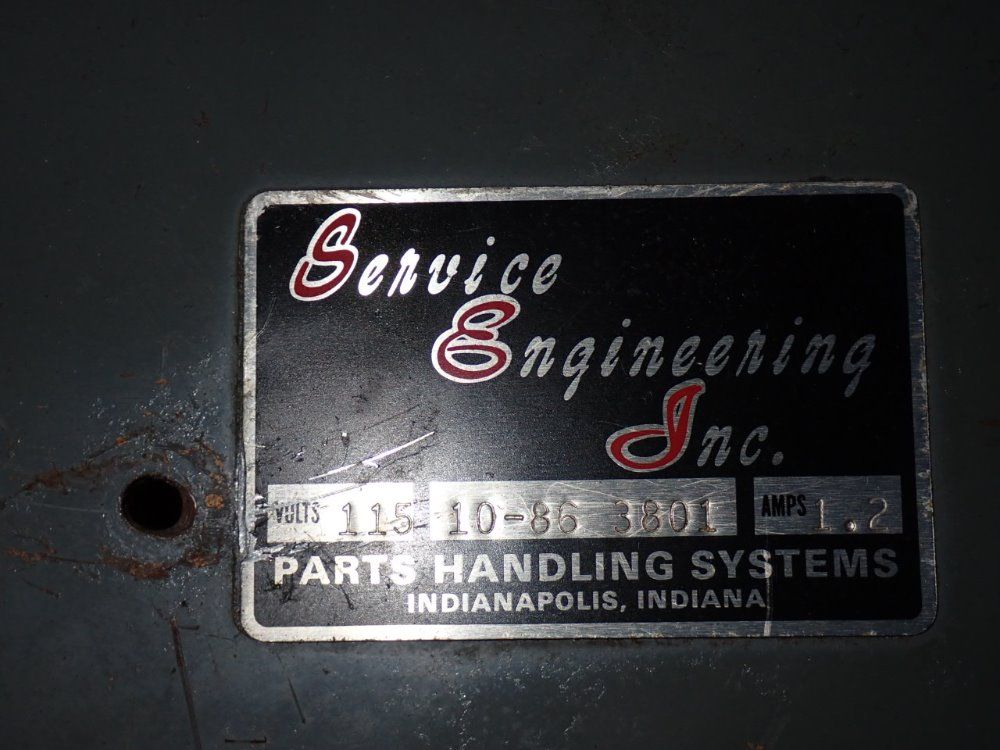 Service
Engineering
Inc.
VOLTS 115 10-86 3801 AMPS 1.2
PARTS HANDLING SYSTEMS
INDIANAPOLIS, INDIANA